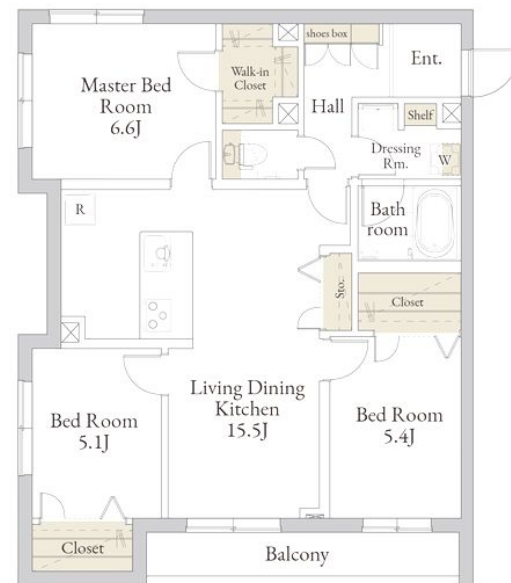 shoes box
Ent.
Walk-in
Closet
Master Bed
Room
6.6J
Hall
Shelf
Dressing
Rm.
W
R
Bath
room
Sto.
Closet
Living Dining
Kitchen
15.5J
Bed Room
5.1J
Bed Room
5.4J
Closet
Balcony